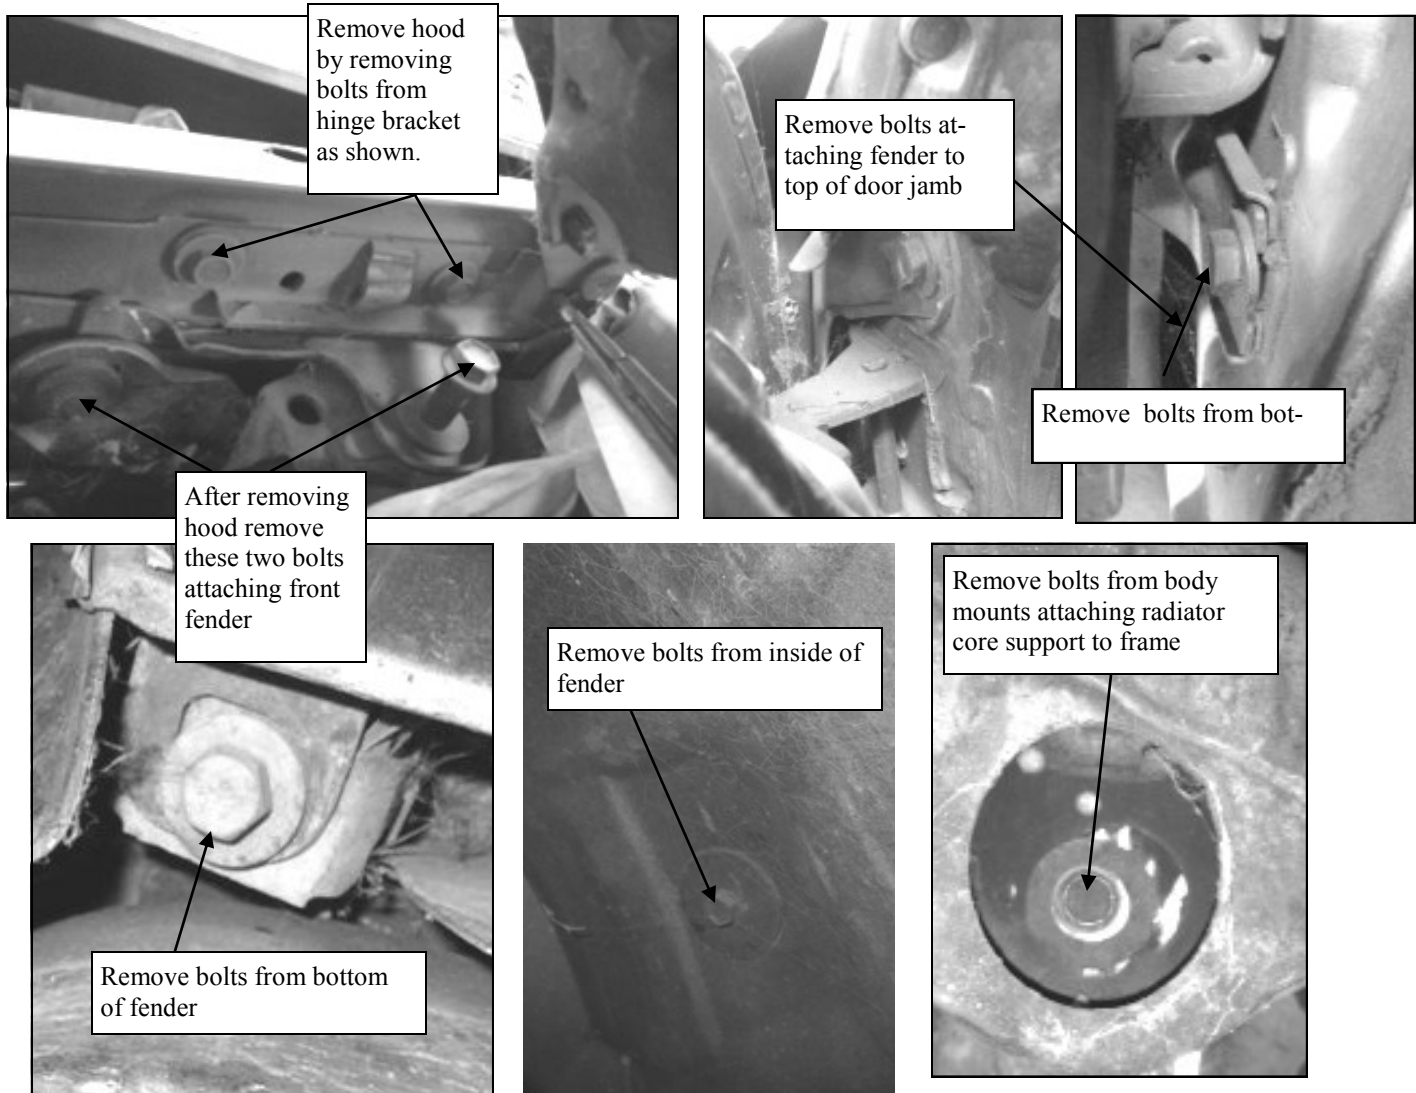 Remove hood
by removing
bolts from
hinge bracket
as shown.
Remove bolts at-
taching fender to
top of door jamb
Remove  bolts from bot-
After removing
hood remove
these two bolts
attaching front
fender
Remove bolts from inside of
fender
Remove bolts from body
mounts attaching radiator
core support to frame
Remove bolts from bottom
of fender